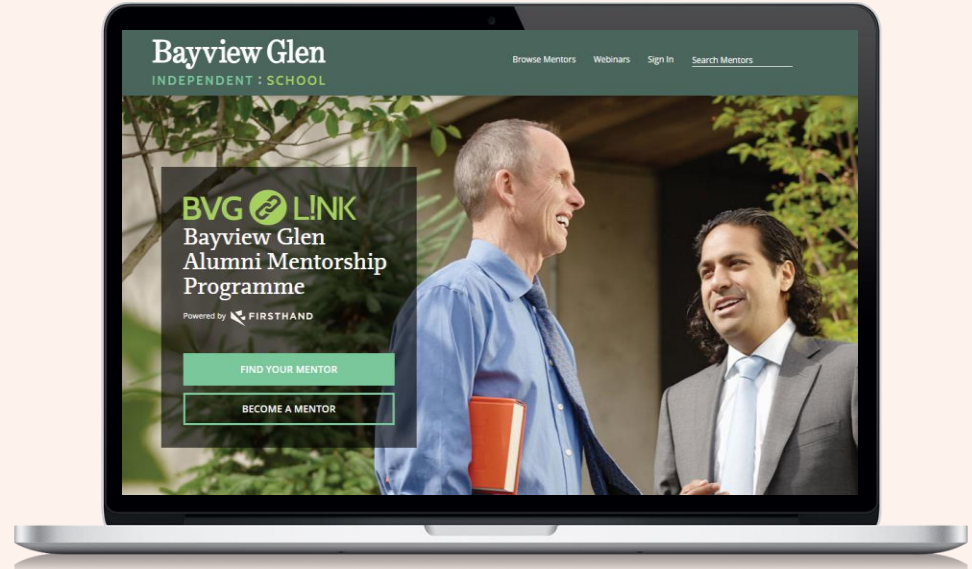 Bayview Glen
INDEPENDENT : SCHOOL
Browse Mentors Webinars Sign In Search Mentors
BVG L!NK
Bayview Glen
Alumni Mentorship
Programme
Powered by FIRSTHAND
FIND YOUR MENTOR
BECOME A MENTOR